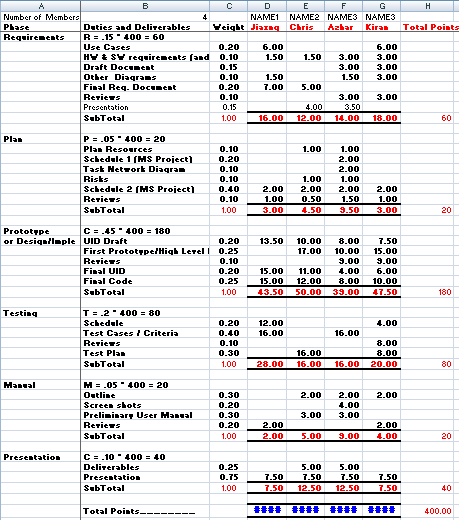 A B C D E F G H
Number of Members 4 NAME1 NAME2 NAME3 NAME3
Phase Duties and Deliverables Weight Jiaznq Chris Azhar Kiran Total Points
Requirements R = .15 * 400 = 60
Use Cases 0.20 6.00 6.00
HW & SW requirements (and 0.10 1.50 1.50 3.00 3.00
Draft Document 0.15 3.00 3.00
Other Diagrams 0.10 1.50 1.50 3.00
Final Req. Document 0.20 7.00 5.00
Reviews 0.10 3.00 3.00
Presentation 0.15 4.00 3.50
SubTotal 1.00 16.00 12.00 14.00 18.00 60
Plan P = .05 * 400 = 20
Plan Resources 0.10 1.00 1.00
Schedule 1 (MS Project) 0.20 2.00
Task Network Diagram 0.10 2.00
Risks 0.10 1.00 1.00
Schedule 2 (MS Project) 0.40 2.00 2.00 2.00 2.00
Reviews 0.10 1.00 0.50 1.50 1.00
SubTotal 1.00 3.00 4.50 9.50 3.00 20
Prototype C = .45 * 400 = 180
or Design/Imple UID Draft 0.20 13.50 10.00 8.00 7.50
First Prototype/High Level I 0.25 17.00 10.00 15.00
Reviews 0.10 9.00 9.00
Final UID 0.20 15.00 11.00 4.00 6.00
Final Code 0.25 15.00 12.00 8.00 10.00
SubTotal 1.00 43.50 50.00 39.00 47.50 180
Testing T = .2 * 400 = 80
Schedule 0.20 12.00 4.00
Test Cases / Criteria 0.40 16.00 16.00
Reviews 0.10 8.00
Test Plan 0.30 16.00 8.00
SubTotal 1.00 28.00 16.00 16.00 20.00 80
Manual M = .05 * 400 = 20
Outline 0.30 2.00 2.00 2.00
Screen shots 0.20 4.00
Preliminary User Manual 0.30 3.00 3.00
Reviews 0.20 2.00 2.00
SubTotal 1.00 2.00 5.00 9.00 4.00 20
Presentation C = .10 * 400 = 40
Deliverables 0.25 5.00 5.00
Presentation 0.75 7.50 7.50 7.50 7.50
SubTotal 1.00 7.50 12.50 12.50 7.50 40
Total Points__________ #### #### #### #### 400.00